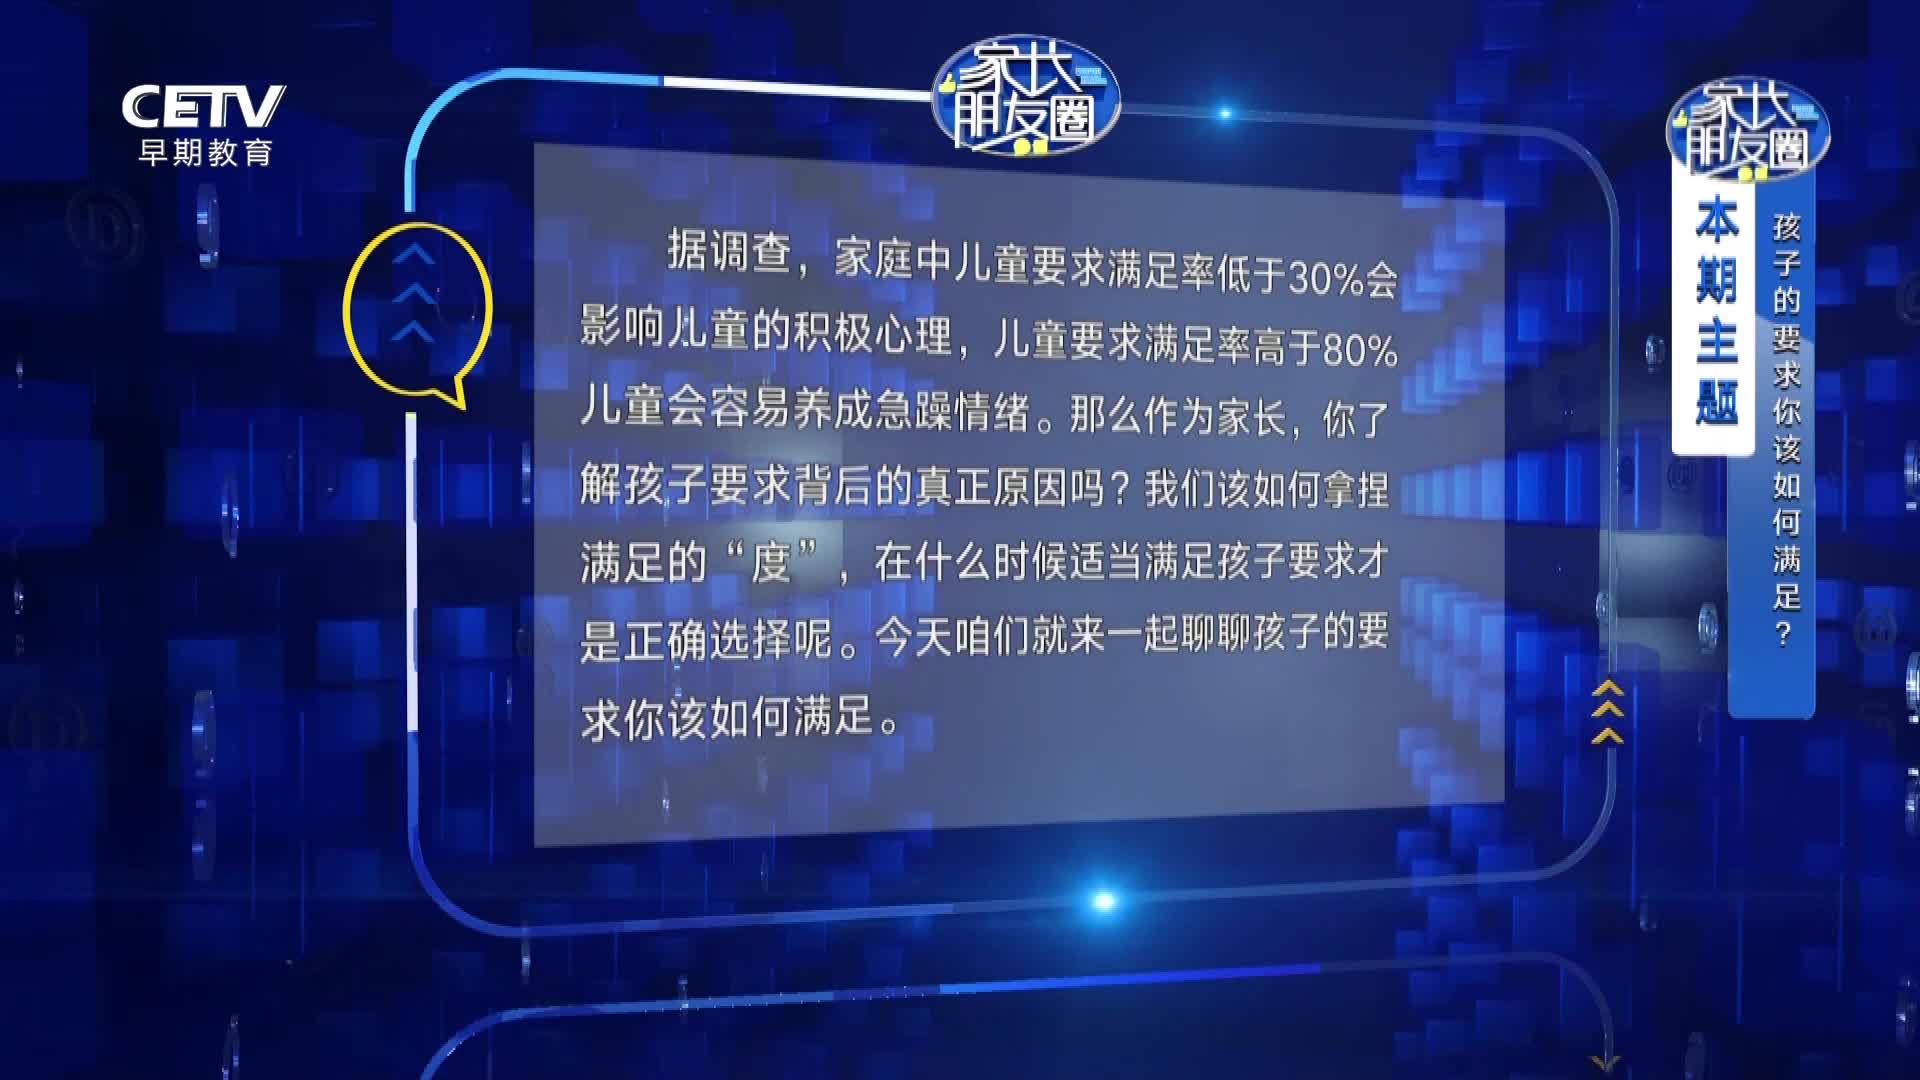 CETV
早期教育
家长
朋友圈
据调查，家庭中儿童要求满足率低于30%会
影响儿童的积极心理，儿童要求满足率高于80%
儿童会容易养成急躁情绪。那么作为家长，你了
解孩子要求背后的真正原因吗？我们该如何拿捏
满足的“度”，在什么时候适当满足孩子要求才
是正确选择呢。今天咱们就来一起聊聊孩子的要
求你该如何满足。
家长
朋友圈
本期主题
孩子的要求你该如何满足？